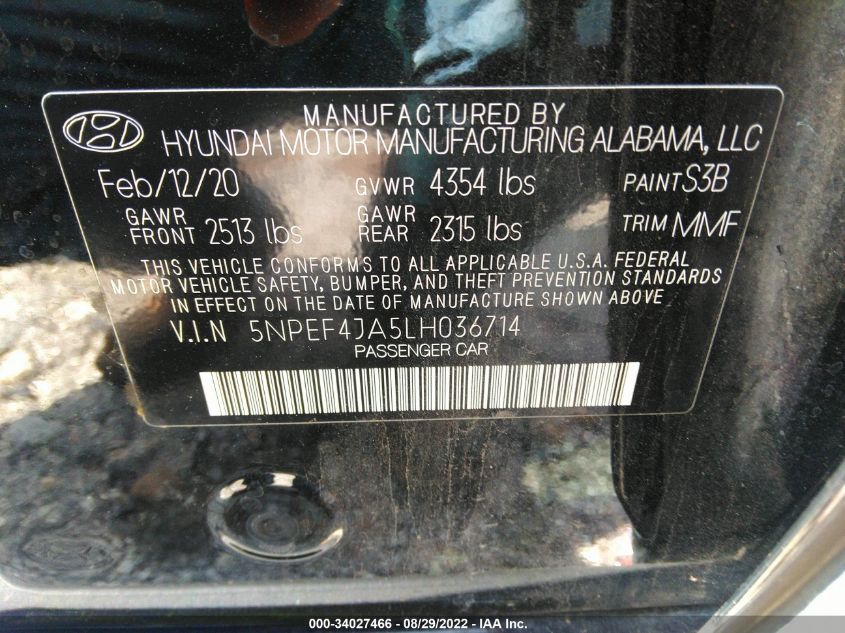 MANUFACTURED BY
HYUNDAI MOTOR MANUFACTURING ALABAMA, LLC
Feb/12/20 GVWR 4354 lbs PAINT S3B
GAWR FRONT 2513 lbs GAWR REAR 2315 lbs TRIM MMF
THIS VEHICLE CONFORMS TO ALL APPLICABLE U.S.A. FEDERAL
MOTOR VEHICLE SAFETY, BUMPER, AND THEFT PREVENTION STANDARDS
IN EFFECT ON THE DATE OF MANUFACTURE SHOWN ABOVE
V.I.N 5NPEF4JA5LH036714
PASSENGER CAR
000-34027466 - 08/29/2022 - IAA Inc.